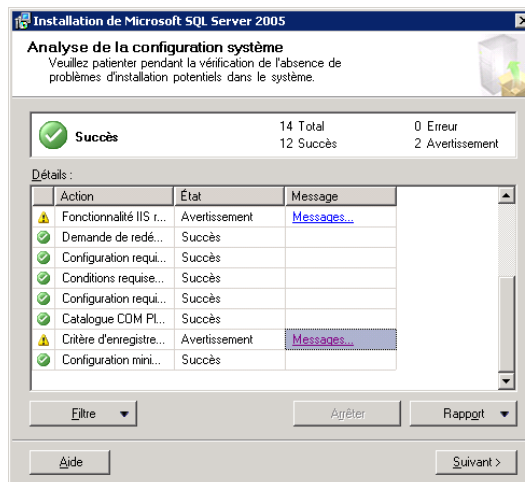 Installation de Microsoft SQL Server 2005
Analyse de la configuration système
Veuillez patienter pendant la vérification de l'absence de
problèmes d'installation potentiels dans le système.
Succès
14 Total
0 Erreur
12 Succès
2 Avertissement
Détails :
Action État Message
Fonctionnalité IIS r... Avertissement Messages...
Demande de redé... Succès
Configuration requi... Succès
Conditions requise... Succès
Configuration requi... Succès
Catalogue COM Pl... Succès
Critère d'enregistre... Avertissement Messages...
Configuration mini... Succès
Filtre Arrêter Rapport
Aide Suivant >